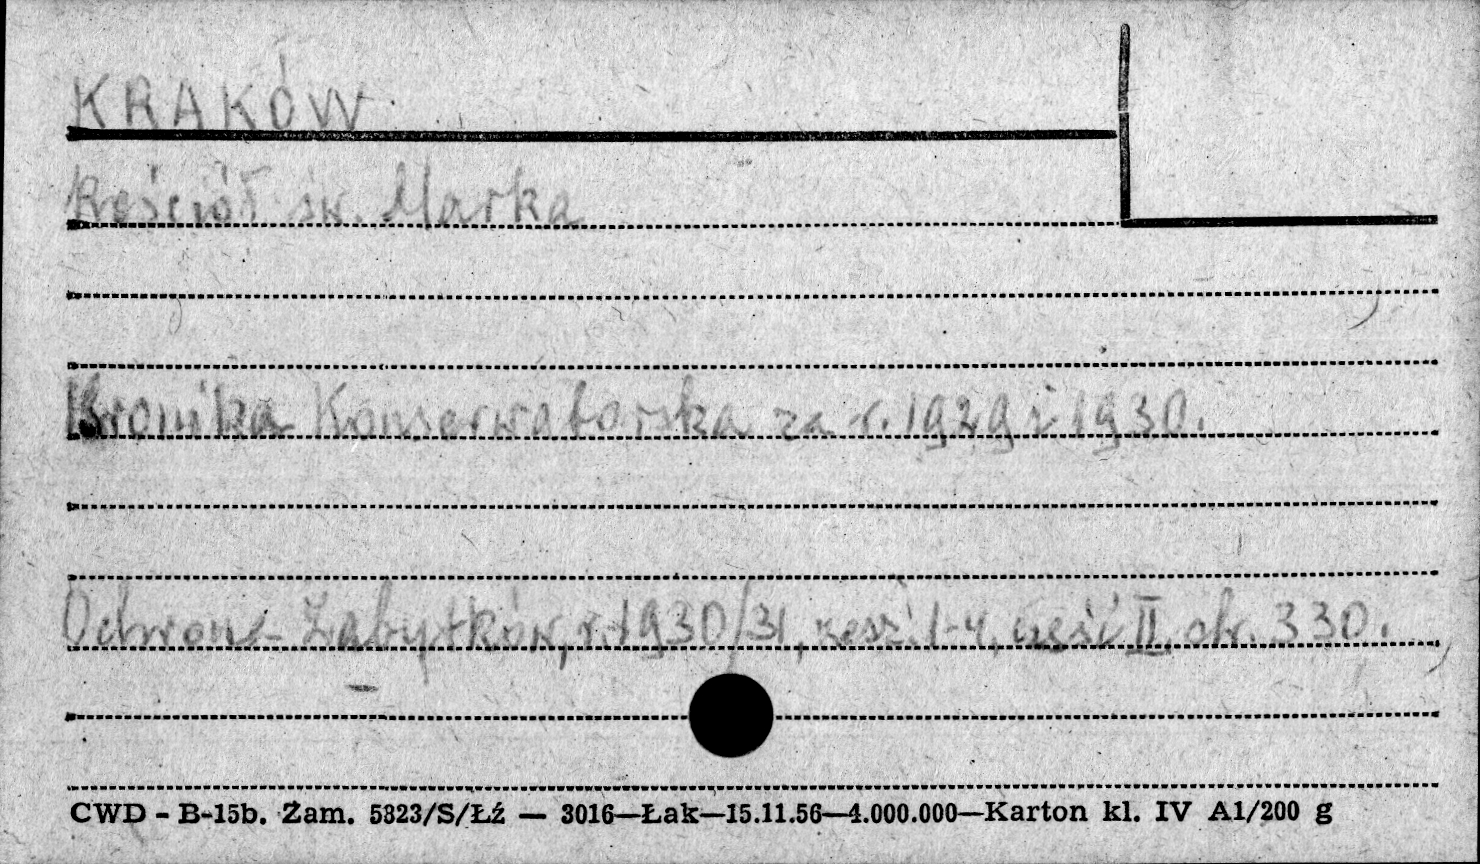 KRAKÓW
Kościół św. Marka
Kronika Konserwatorska za r. 1929 i 1930.
Ochrona Zabytków, r. 1930/31, zesz. 1-4, część II, str. 330.
CWD - B-15b. Zam. 5823/S/Łź — 3016—Łak—15.11.56—4.000.000—Karton kl. IV A1/200 g